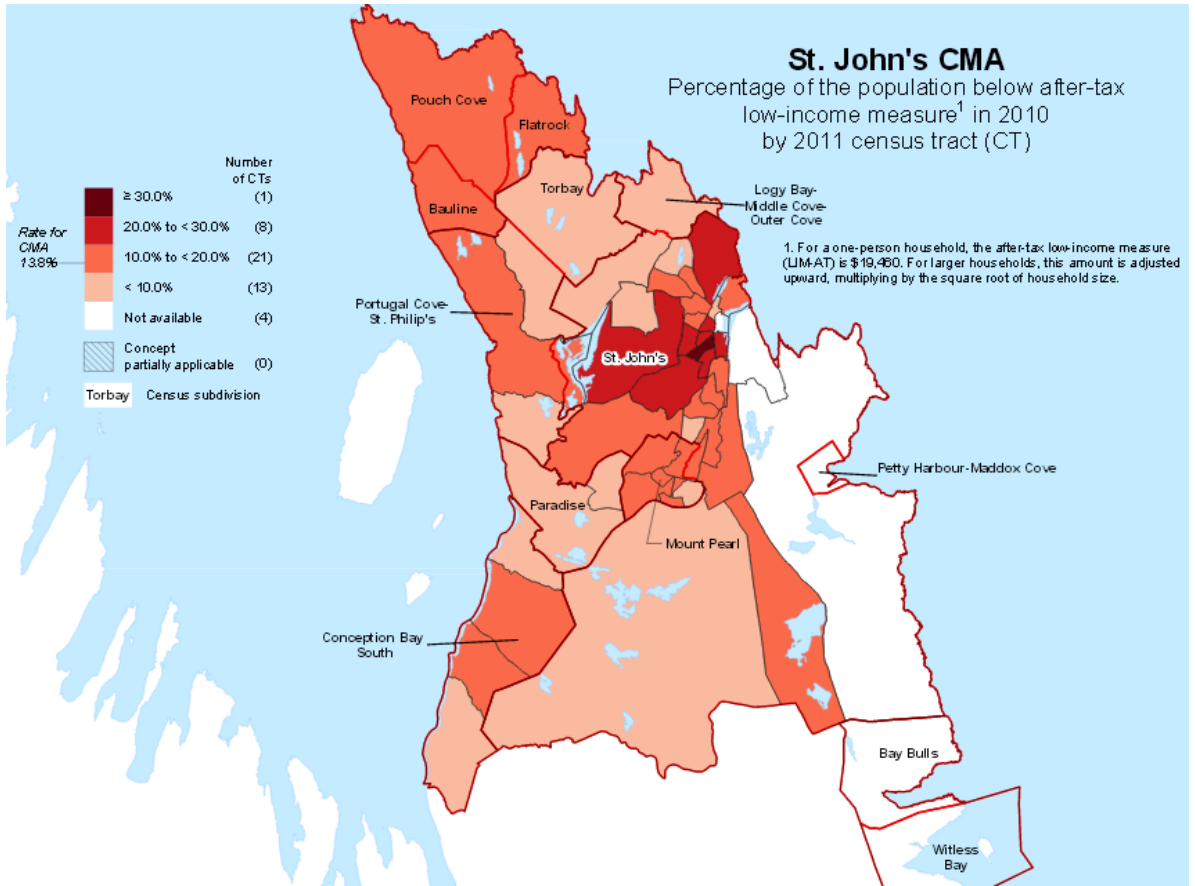 St. John's CMA
Percentage of the population below after-tax
low-income measure1 in 2010
by 2011 census tract (CT)
1. For a one-person household, the after-tax low-income measure
(LIM-AT) is $19,460. For larger households, this amount is adjusted
upward, multiplying by the square root of household size.
Number
of CTs
≥ 30.0% (1)
20.0% to < 30.0% (8)
Rate for
CMA
13.8%
10.0% to < 20.0% (21)
< 10.0% (13)
Not available (4)
Concept
partially applicable (0)
Torbay Census subdivision
Pouch Cove
Flatrock
Torbay
Bauline
Logy Bay-
Middle Cove-
Outer Cove
Portugal Cove-
St. Philip's
St. John's
Petty Harbour-Maddox Cove
Paradise
Mount Pearl
Conception Bay
South
Bay Bulls
Witless
Bay